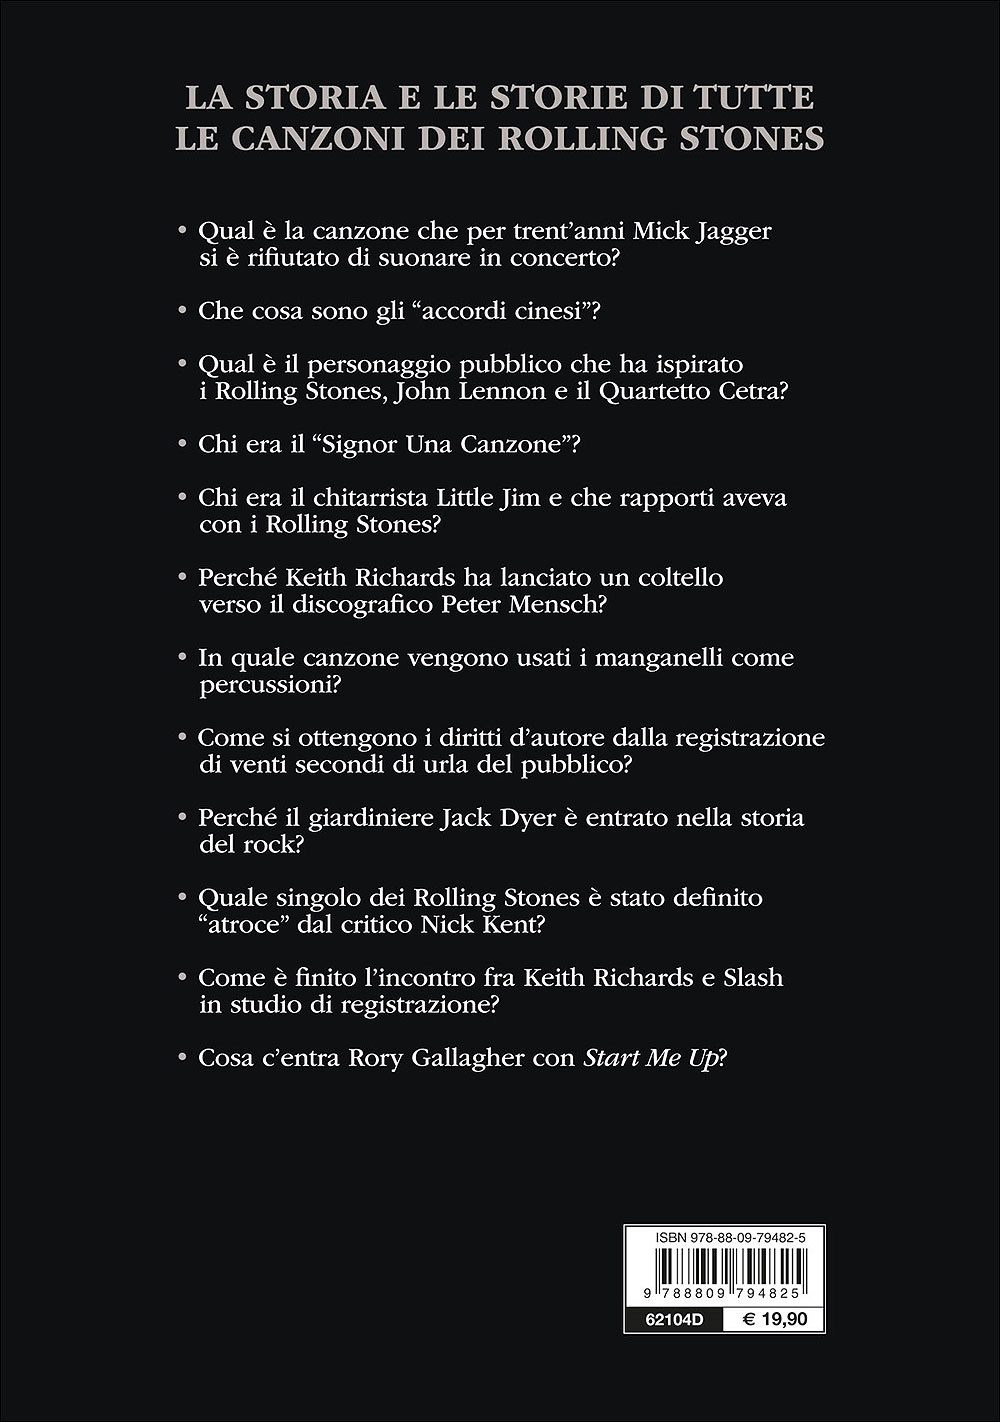 LA STORIA E LE STORIE DI TUTTE
LE CANZONI DEI ROLLING STONES
• Qual è la canzone che per trent’anni Mick Jagger
si è rifiutato di suonare in concerto?
• Che cosa sono gli “accordi cinesi”?
• Qual è il personaggio pubblico che ha ispirato
i Rolling Stones, John Lennon e il Quartetto Cetra?
• Chi era il “Signor Una Canzone”?
• Chi era il chitarrista Little Jim e che rapporti aveva
con i Rolling Stones?
• Perché Keith Richards ha lanciato un coltello
verso il discografico Peter Mensch?
• In quale canzone vengono usati i manganelli come
percussioni?
• Come si ottengono i diritti d’autore dalla registrazione
di venti secondi di urla del pubblico?
• Perché il giardiniere Jack Dyer è entrato nella storia
del rock?
• Quale singolo dei Rolling Stones è stato definito
“atroce” dal critico Nick Kent?
• Come è finito l’incontro fra Keith Richards e Slash
in studio di registrazione?
• Cosa c’entra Rory Gallagher con Start Me Up?
ISBN 978-88-09-79482-5
9 788809 794825
62104D € 19,90